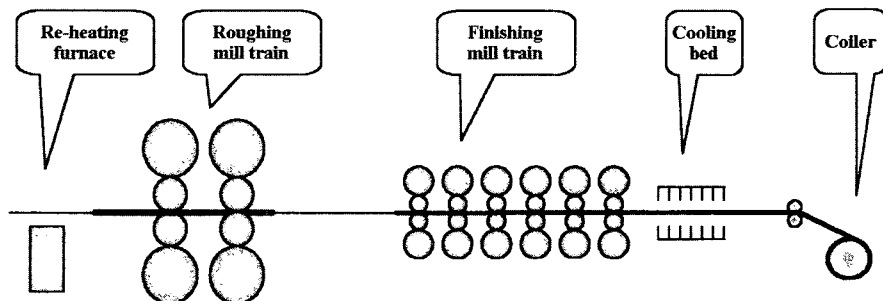 Re-heating
furnace
Roughing
mill train
Finishing
mill train
Cooling
bed
Coiler